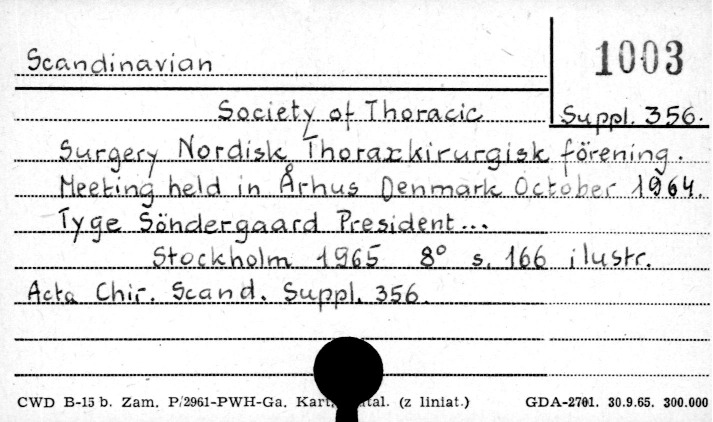 Scandinavian
1003
Society of Thoracic Suppl. 356.
Surgery Nordisk Thoraxkirurgisk förening.
Meeting held in Århus Denmark October 1964.
Tyge Söndergaard President...
Stockholm 1965 8° s. 166 ilustr.
Acta Chir. Scand. Suppl. 356.
CWD B-15 b. Zam. P/2961-PWH-Ga. (z liniat.) GDA-2701. 30.9.65. 300.000